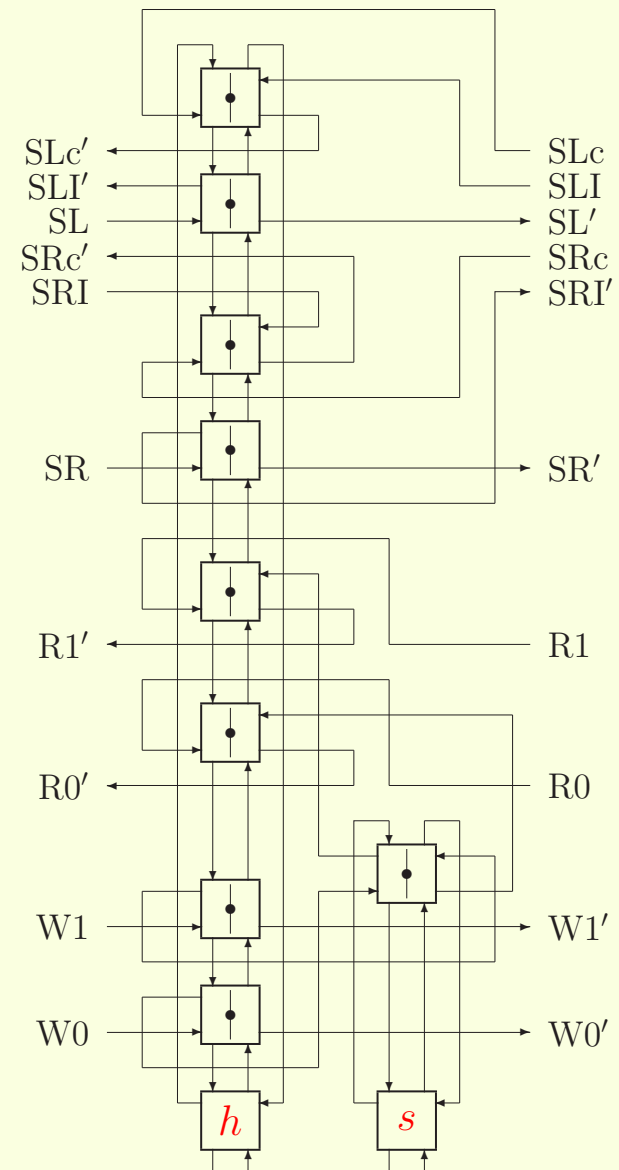 SLc′ SLc
SLI′ SLI
SL SL′
SRc′ SRc
SRI SRI′
SR SR′
R1′ R1
R0′ R0
W1 W1′
W0 W0′
h s